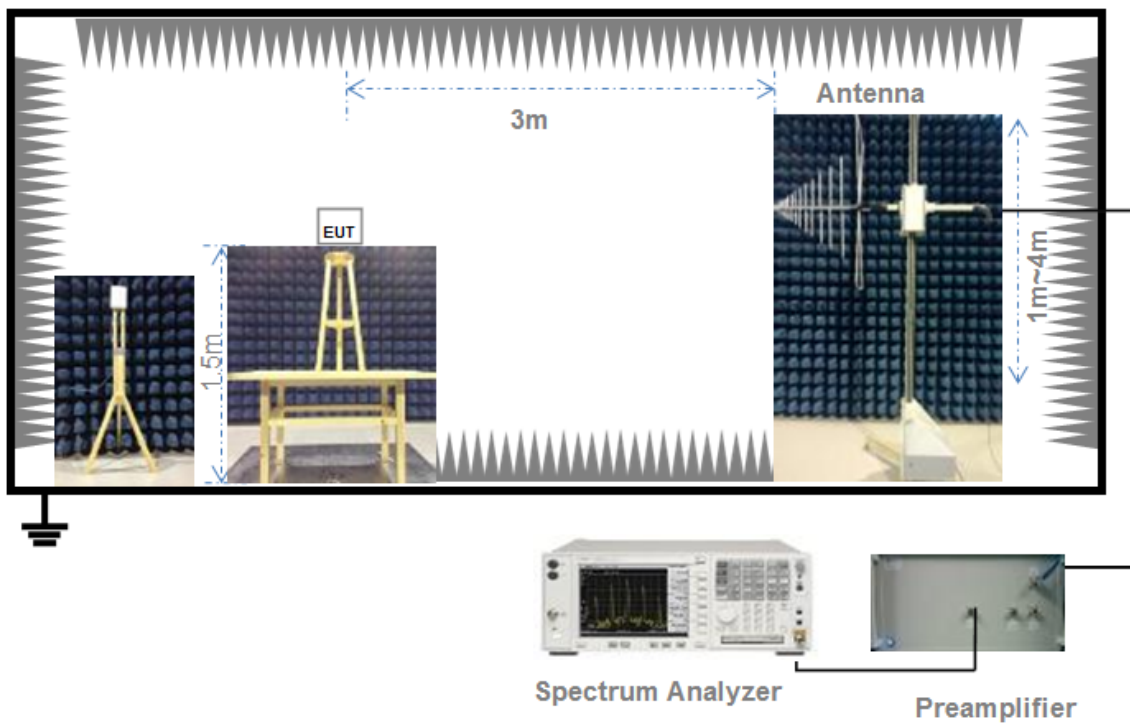 Antenna
3m
EUT
1m~4m
1.5m
Spectrum Analyzer
Preamplifier